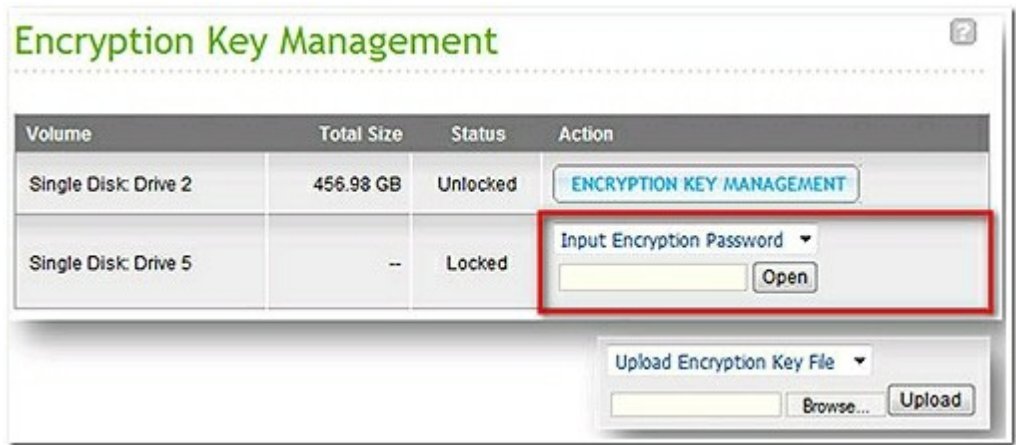 Encryption Key Management
?
Volume Total Size Status Action
Single Disk: Drive 2 456.98 GB Unlocked ENCRYPTION KEY MANAGEMENT
Single Disk: Drive 5 -- Locked Input Encryption Password
Open
Upload Encryption Key File
Browse... Upload